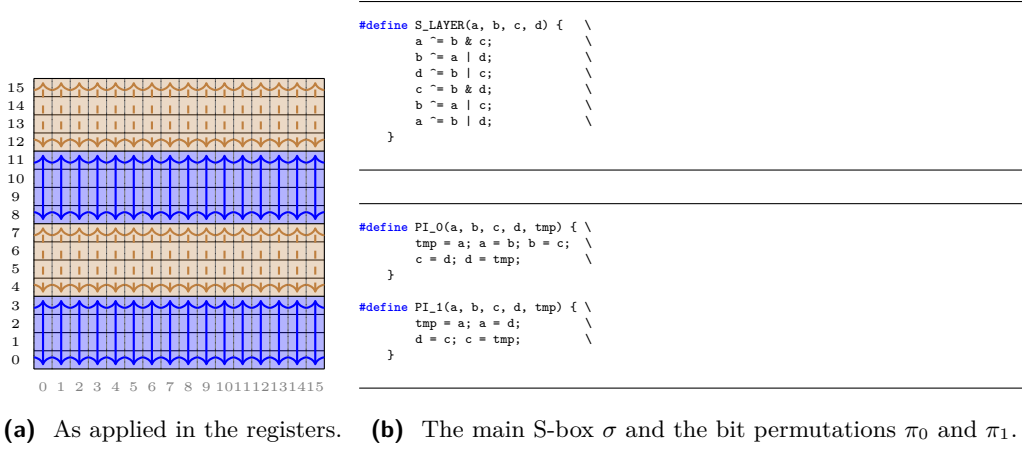 #define S_LAYER(a, b, c, d) { \
a ^= b & c; \
b ^= a | d; \
d ^= b | c; \
c ^= b & d; \
b ^= a | c; \
a ^= b | d; \
}
15
14
13
12
11
10
9
8
7
6
5
4
3
2
1
0
0 1 2 3 4 5 6 7 8 9 10 11 12 13 14 15
#define PI_0(a, b, c, d, tmp) { \
tmp = a; a = b; b = c; \
c = d; d = tmp; \
}
#define PI_1(a, b, c, d, tmp) { \
tmp = a; a = d; \
d = c; c = tmp; \
}
(a) As applied in the registers.
(b) The main S-box σ and the bit permutations π₀ and π₁.